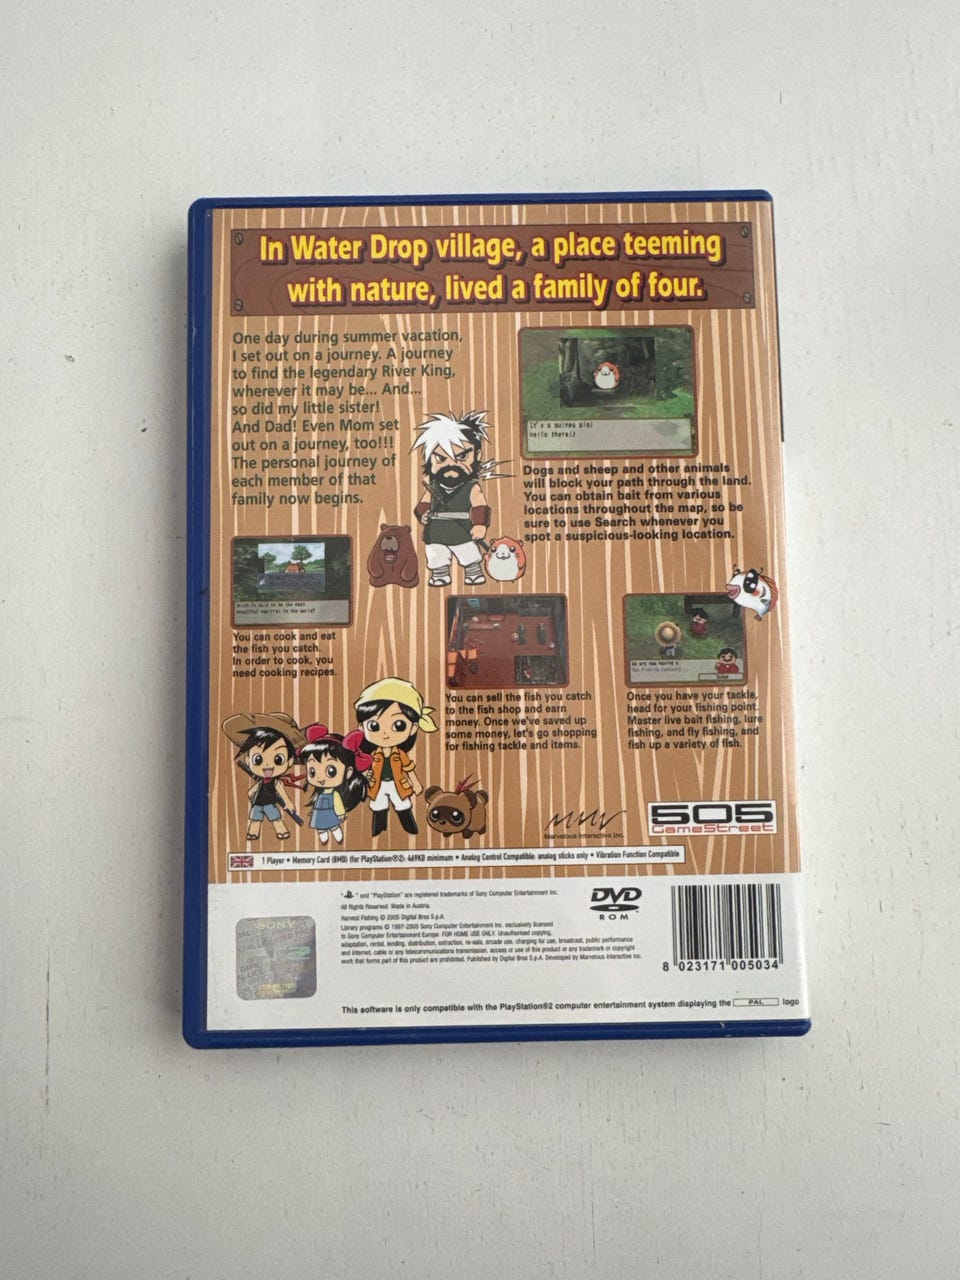 In Water Drop village, a place teeming
with nature, lived a family of four.
One day during summer vacation,
I set out on a journey. A journey
to find the legendary River King,
wherever it may be... And...
so did my little sister!
And Dad! Even Mom set
out on a journey, too!!!
The personal journey of
each member of that
family now begins.
It's a guinea pig!
Hello there!!
Dogs and sheep and other animals
will block your path through the land.
You can obtain bait from various
locations throughout the map, so be
sure to use Search whenever you
spot a suspicious-looking location.
You can cook and eat
the fish you catch.
In order to cook, you
need cooking recipes.
You can sell the fish you catch
to the fish shop and earn
money. Once we've saved up
some money, let's go shopping
for fishing tackle and items.
Once you have your tackle,
head for your fishing point.
Master live bait fishing, lure
fishing, and fly fishing, and
fish up a variety of fish.
Marvelous Interactive Inc.
505
GameStreet
1 Player • Memory Card (8MB) (for PlayStation®2): 469KB minimum • Analog Control Compatible: analog sticks only • Vibration Function Compatible
" " and "PlayStation" are registered trademarks of Sony Computer Entertainment Inc.
All Rights Reserved. Made in Austria.
Harvest Fishing © 2005 Digital Bros S.p.A.
Library programs © 1997-2005 Sony Computer Entertainment Inc. exclusively licensed
to Sony Computer Entertainment Europe. FOR HOME USE ONLY. Unauthorised copying,
adaptation, rental, lending, distribution, extraction, re-sale, arcade use, charging for use, broadcast, public performance
and internet, cable or any telecommunications transmission, access or use of this product or any trademark or copyright
work that forms part of this product are prohibited. Published by Digital Bros S.p.A. Developed by Marvelous Interactive Inc.
DVD
ROM
SONY
8 023171 005034
This software is only compatible with the PlayStation®2 computer entertainment system displaying the PAL logo